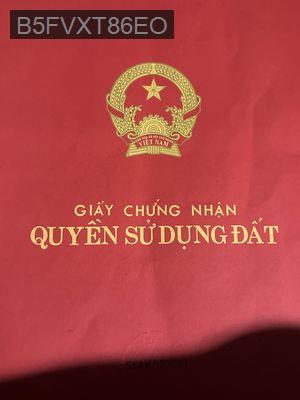 B5FVXT86EO
VIỆT NAM
GIẤY CHỨNG NHẬN
QUYỀN SỬ DỤNG ĐẤT